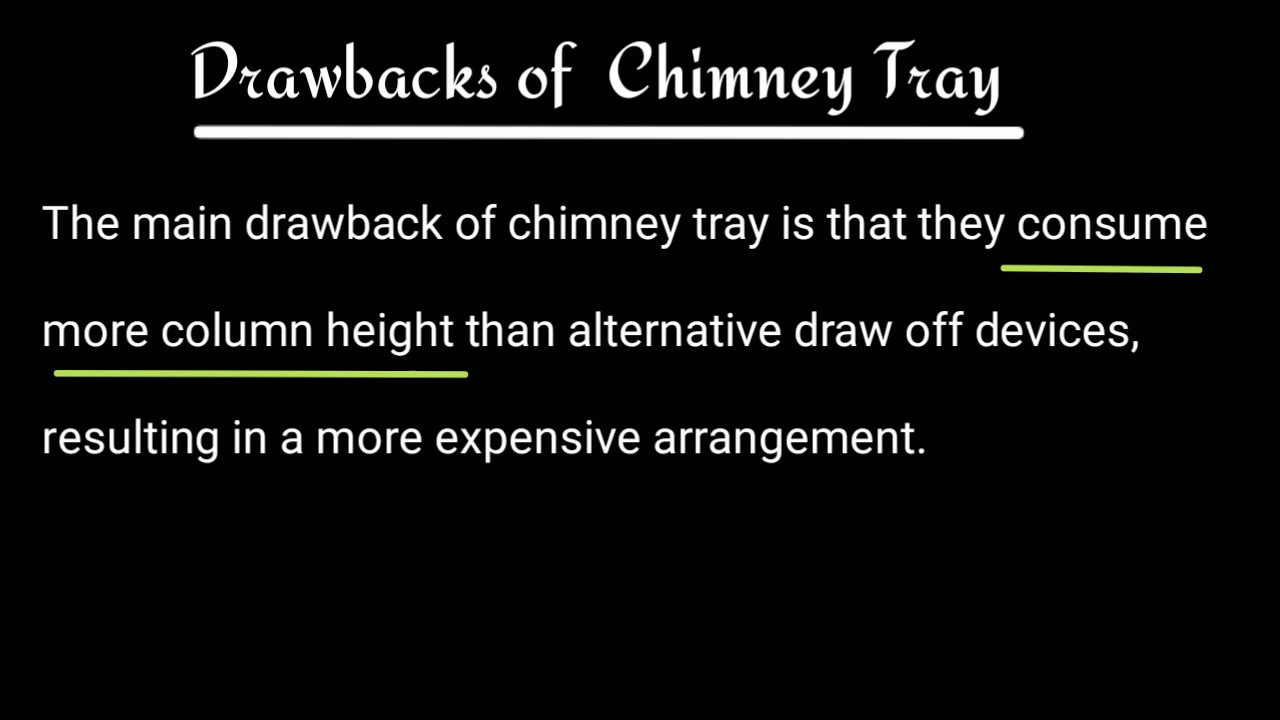 Drawbacks of Chimney Tray
The main drawback of chimney tray is that they consume
more column height than alternative draw off devices,
resulting in a more expensive arrangement.